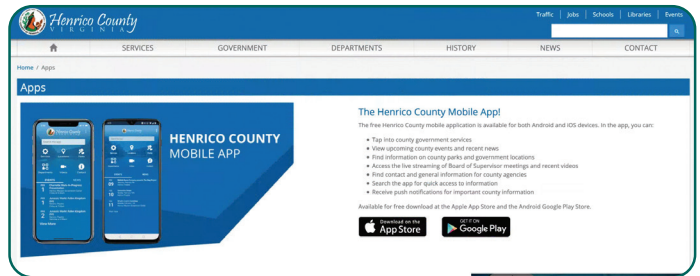 Henrico County
VIRGINIA
Traffic | Jobs | Schools | Libraries | Events
SERVICES GOVERNMENT DEPARTMENTS HISTORY NEWS CONTACT
Home / Apps
Apps
HENRICO COUNTY
MOBILE APP
The Henrico County Mobile App!
The free Henrico County mobile application is available for both Android and iOS devices. In the app, you can:
• Tap into county government services
• View upcoming county events and recent news
• Find information on county parks and government locations
• Access the live streaming of Board of Supervisor meetings and recent videos
• Find contact and general information for county agencies
• Search the app for quick access to information
• Receive push notifications for important county information
Available for free download at the Apple App Store and the Android Google Play Store.
Download on the
App Store
GET IT ON
Google Play